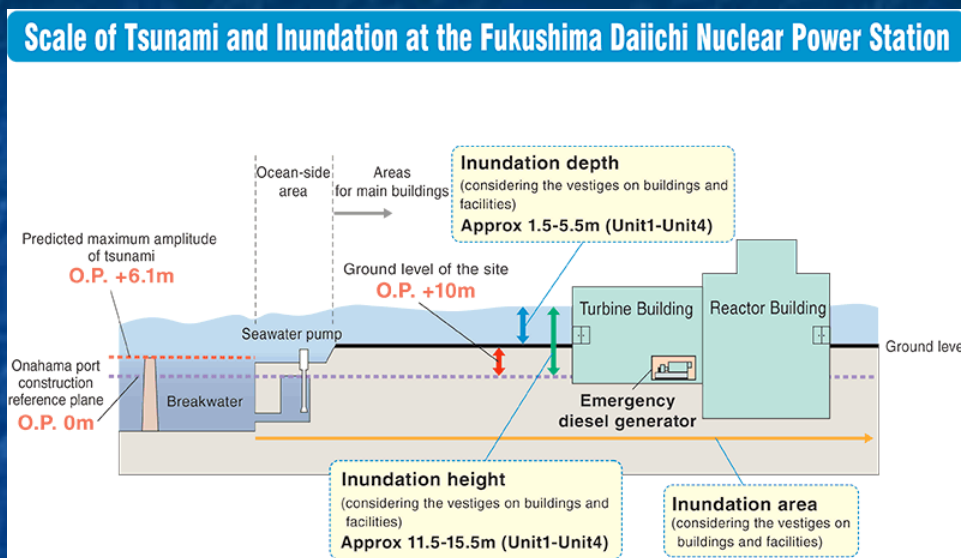 Scale of Tsunami and Inundation at the Fukushima Daiichi Nuclear Power Station
Ocean-side
area
Areas
for main buildings
Inundation depth
(considering the vestiges on buildings and
facilities)
Approx 1.5-5.5m (Unit1-Unit4)
Predicted maximum amplitude
of tsunami
O.P. +6.1m
Ground level of the site
O.P. +10m
Turbine Building
Reactor Building
Seawater pump
Ground level
Onahama port
construction
reference plane
O.P. 0m
Breakwater
Emergency
diesel generator
Inundation height
(considering the vestiges on buildings and
facilities)
Approx 11.5-15.5m (Unit1-Unit4)
Inundation area
(considering the vestiges on
buildings and facilities)